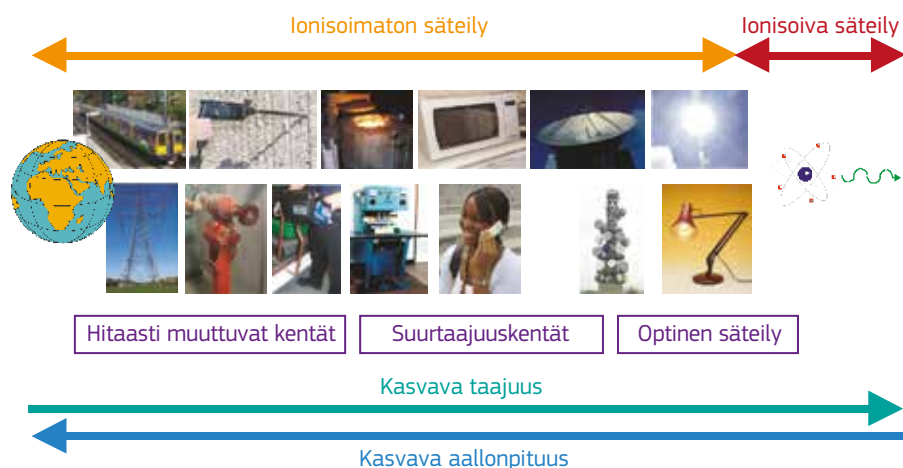 Ionisoimaton säteily
Ionisoiva säteily
Hitaasti muuttuvat kentät
Suurtaajuuskentät
Optinen säteily
Kasvava taajuus
Kasvava aallonpituus